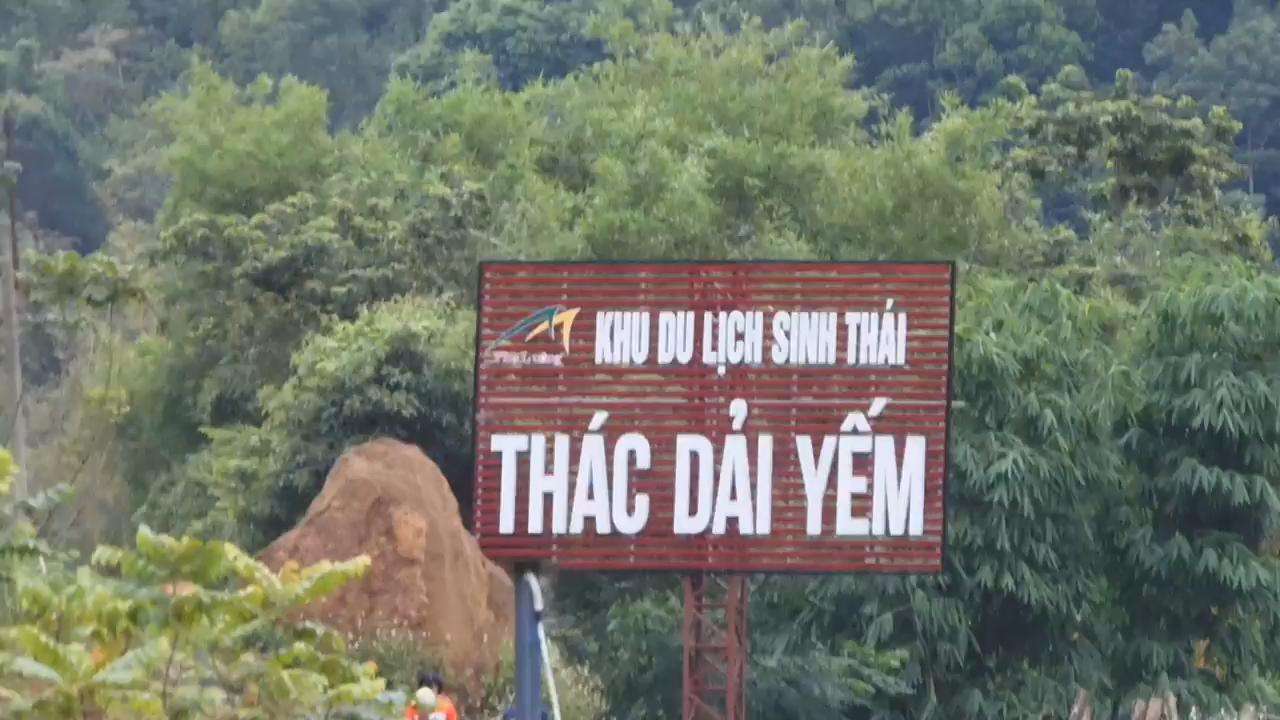 KHU DU LỊCH SINH THÁI
THÁC DẢI YẾM